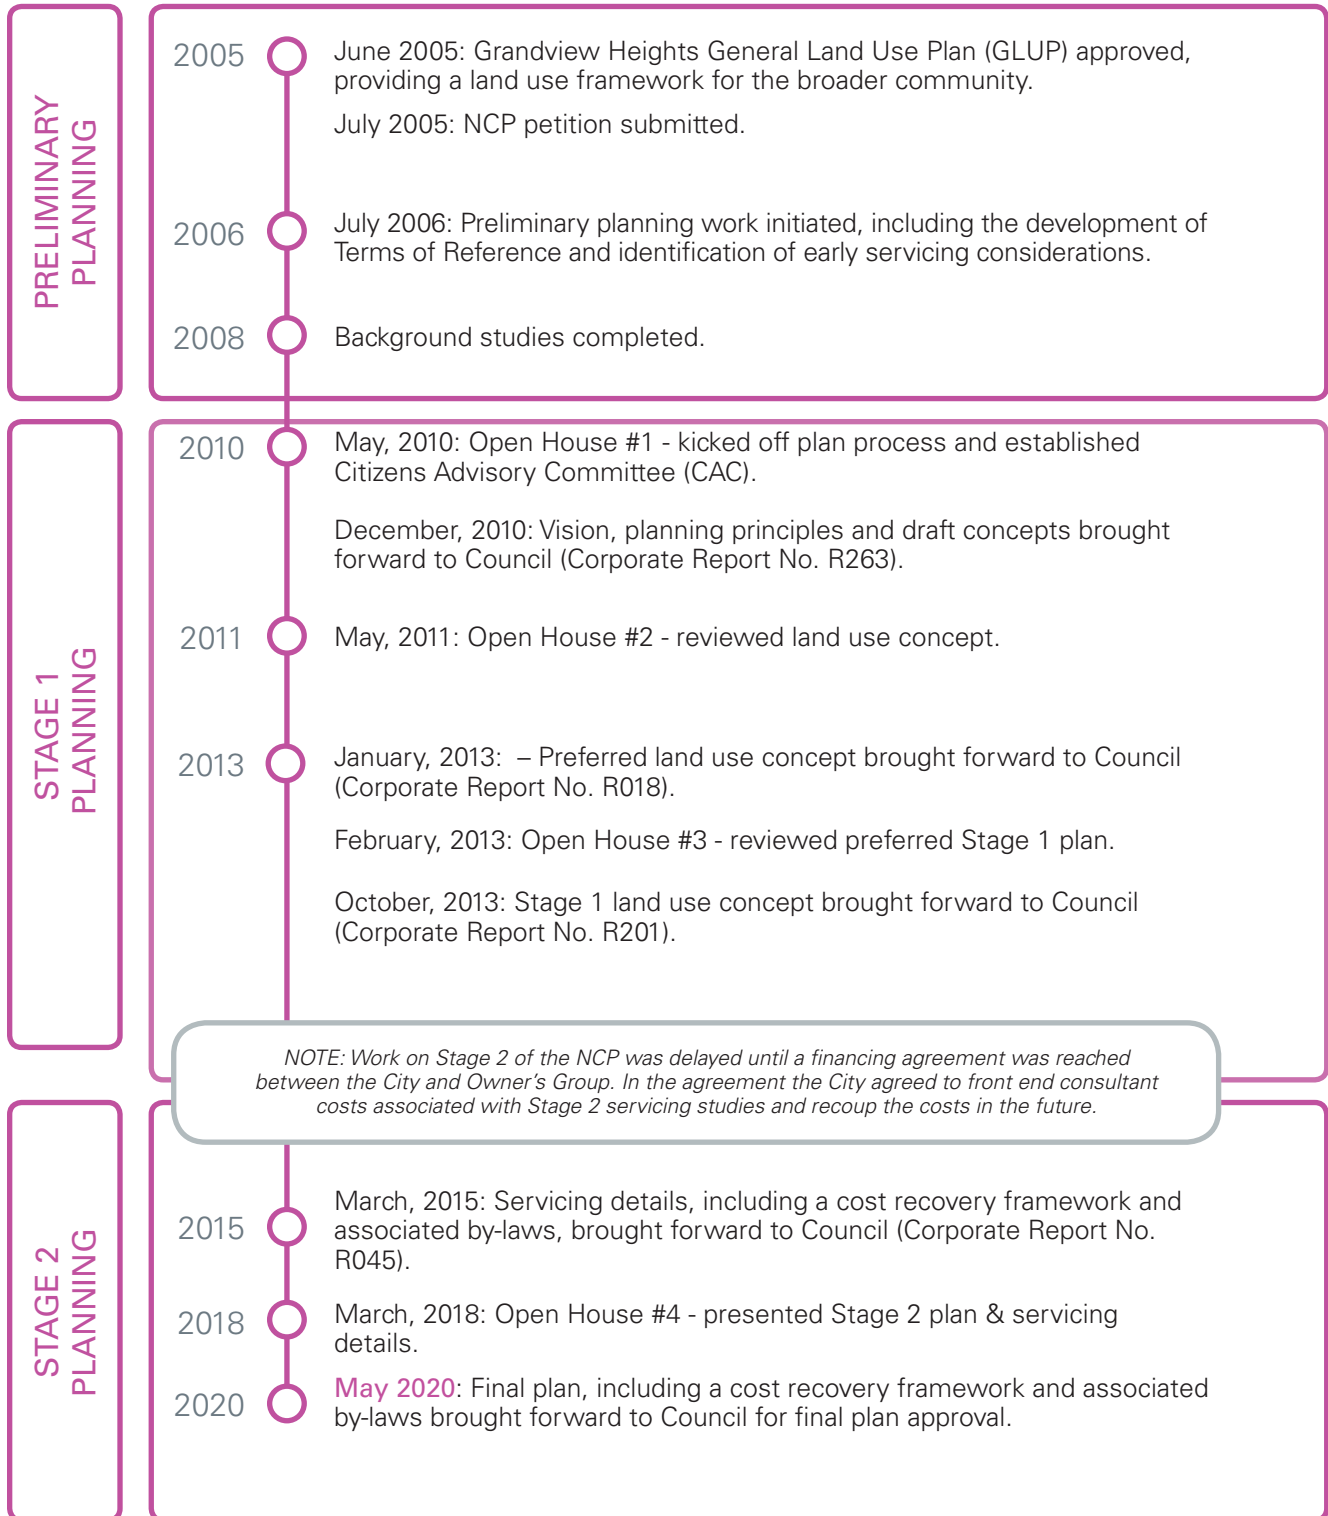 PRELIMINARY
PLANNING
2005
June 2005: Grandview Heights General Land Use Plan (GLUP) approved,
providing a land use framework for the broader community.
July 2005: NCP petition submitted.
2006
July 2006: Preliminary planning work initiated, including the development of
Terms of Reference and identification of early servicing considerations.
2008
Background studies completed.
STAGE 1
PLANNING
2010
May, 2010: Open House #1 - kicked off plan process and established
Citizens Advisory Committee (CAC).
December, 2010: Vision, planning principles and draft concepts brought
forward to Council (Corporate Report No. R263).
2011
May, 2011: Open House #2 - reviewed land use concept.
2013
January, 2013:  – Preferred land use concept brought forward to Council
(Corporate Report No. R018).
February, 2013: Open House #3 - reviewed preferred Stage 1 plan.
October, 2013: Stage 1 land use concept brought forward to Council
(Corporate Report No. R201).
NOTE: Work on Stage 2 of the NCP was delayed until a financing agreement was reached
between the City and Owner’s Group. In the agreement the City agreed to front end consultant
costs associated with Stage 2 servicing studies and recoup the costs in the future.
STAGE 2
PLANNING
2015
March, 2015: Servicing details, including a cost recovery framework and
associated by-laws, brought forward to Council (Corporate Report No.
R045).
2018
March, 2018: Open House #4 - presented Stage 2 plan & servicing
details.
2020
May 2020: Final plan, including a cost recovery framework and associated
by-laws brought forward to Council for final plan approval.